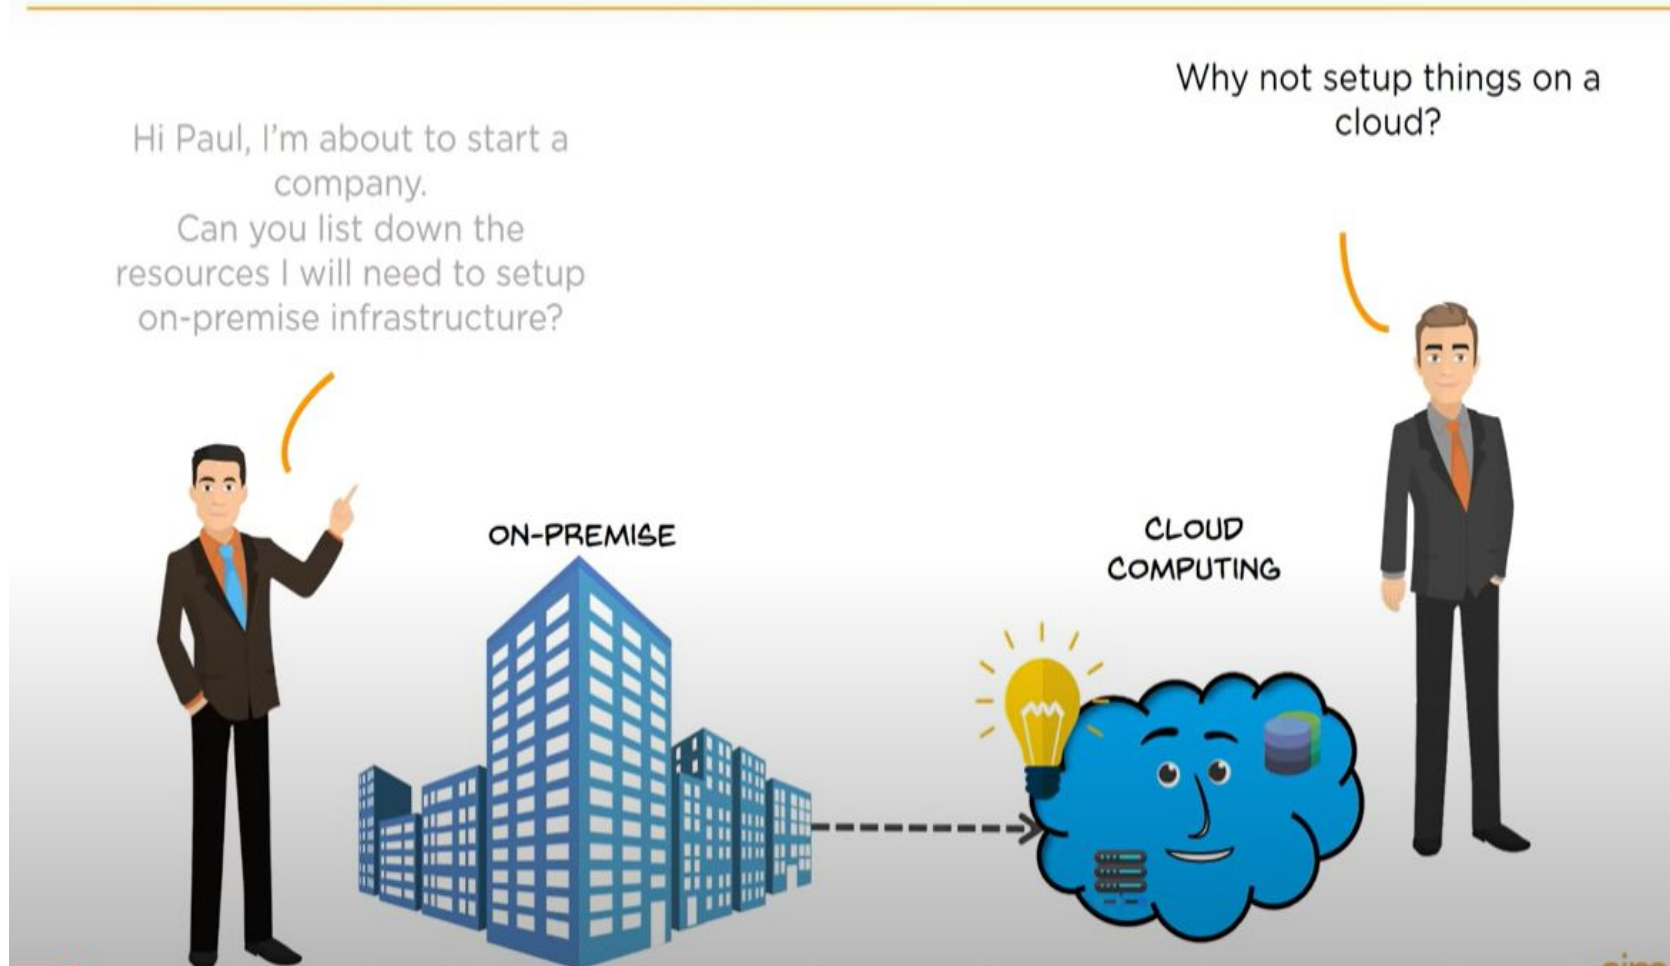 Hi Paul, I'm about to start a
company.
Can you list down the
resources I will need to setup
on-premise infrastructure?
Why not setup things on a
cloud?
ON-PREMISE
CLOUD
COMPUTING